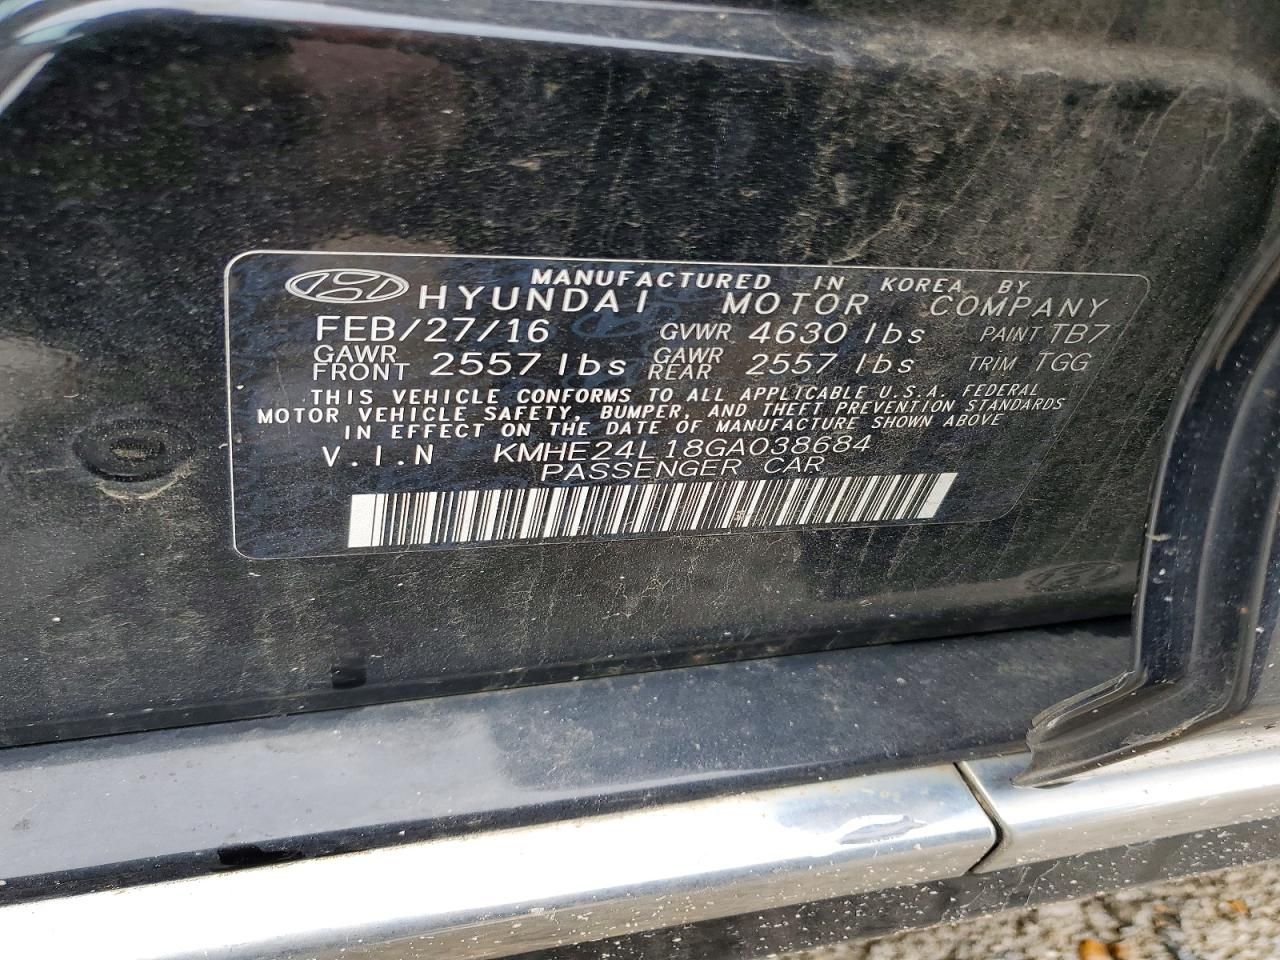 MANUFACTURED IN KOREA BY
HYUNDAI MOTOR COMPANY
FEB/27/16 GVWR 4630 lbs PAINT TB7
GAWR FRONT 2557 lbs GAWR REAR 2557 lbs TRIM TGG
THIS VEHICLE CONFORMS TO ALL APPLICABLE U.S.A. FEDERAL
MOTOR VEHICLE SAFETY, BUMPER, AND THEFT PREVENTION STANDARDS
IN EFFECT ON THE DATE OF MANUFACTURE SHOWN ABOVE
V.I.N KMHE24L18GA038684
PASSENGER CAR